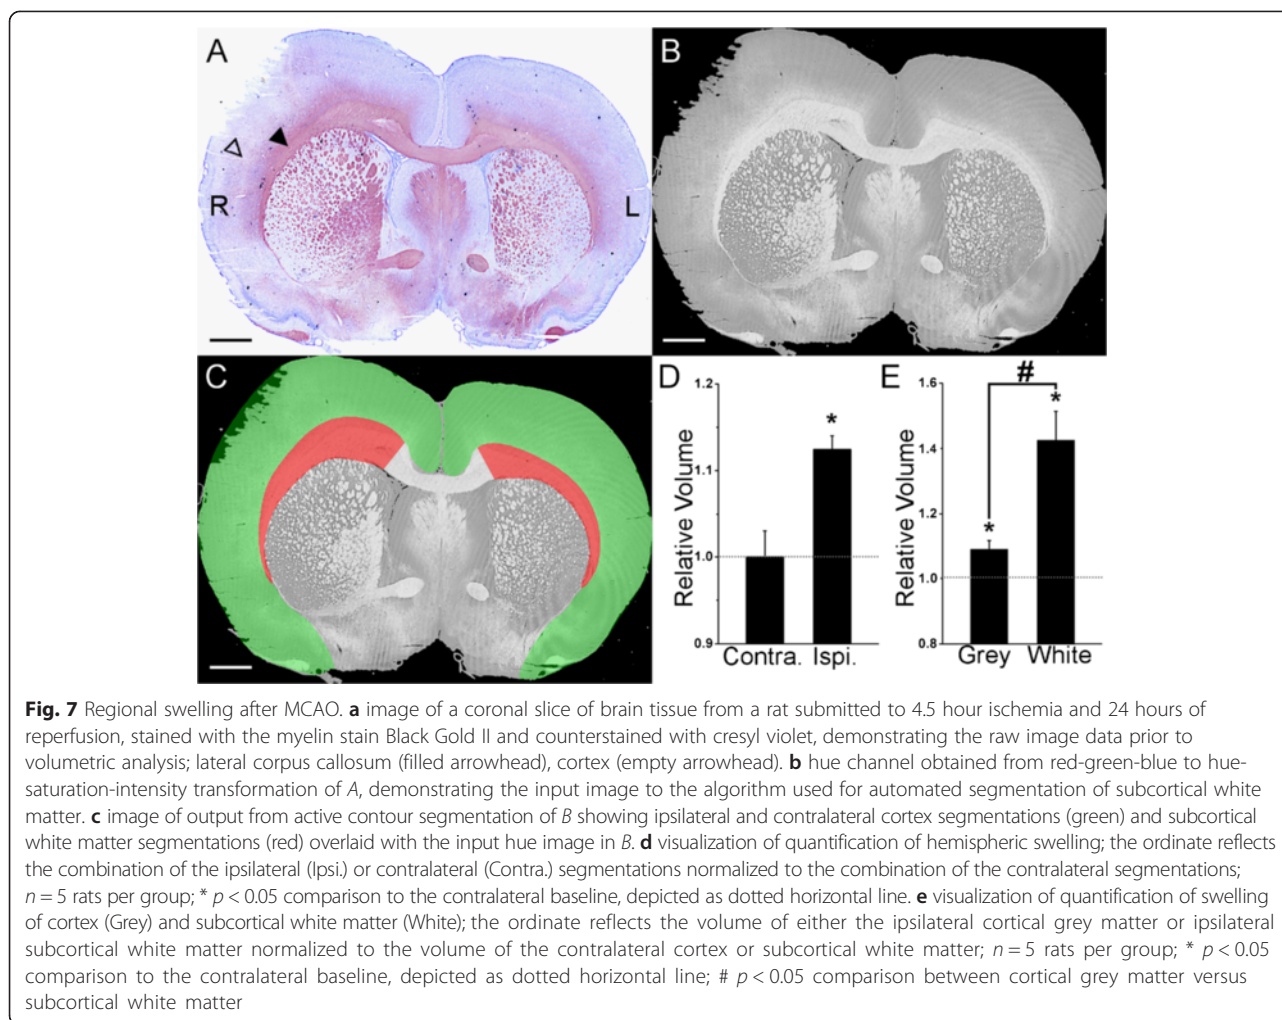 A
B
R
L
C
D
1.2
1.1
1.0
0.9
Relative Volume
*
Contra. Ispi.
E
1.6
1.4
1.2
1.0
0.8
Relative Volume
#
*
*
Grey White
Fig. 7 Regional swelling after MCAO. a image of a coronal slice of brain tissue from a rat submitted to 4.5 hour ischemia and 24 hours of
reperfusion, stained with the myelin stain Black Gold II and counterstained with cresyl violet, demonstrating the raw image data prior to
volumetric analysis; lateral corpus callosum (filled arrowhead), cortex (empty arrowhead). b hue channel obtained from red-green-blue to hue-
saturation-intensity transformation of A, demonstrating the input image to the algorithm used for automated segmentation of subcortical white
matter. c image of output from active contour segmentation of B showing ipsilateral and contralateral cortex segmentations (green) and subcortical
white matter segmentations (red) overlaid with the input hue image in B. d visualization of quantification of hemispheric swelling; the ordinate reflects
the combination of the ipsilateral (Ipsi.) or contralateral (Contra.) segmentations normalized to the combination of the contralateral segmentations;
n = 5 rats per group; * p < 0.05 comparison to the contralateral baseline, depicted as dotted horizontal line. e visualization of quantification of swelling
of cortex (Grey) and subcortical white matter (White); the ordinate reflects the volume of either the ipsilateral cortical grey matter or ipsilateral
subcortical white matter normalized to the volume of the contralateral cortex or subcortical white matter; n = 5 rats per group; * p < 0.05
comparison to the contralateral baseline, depicted as dotted horizontal line; # p < 0.05 comparison between cortical grey matter versus
subcortical white matter